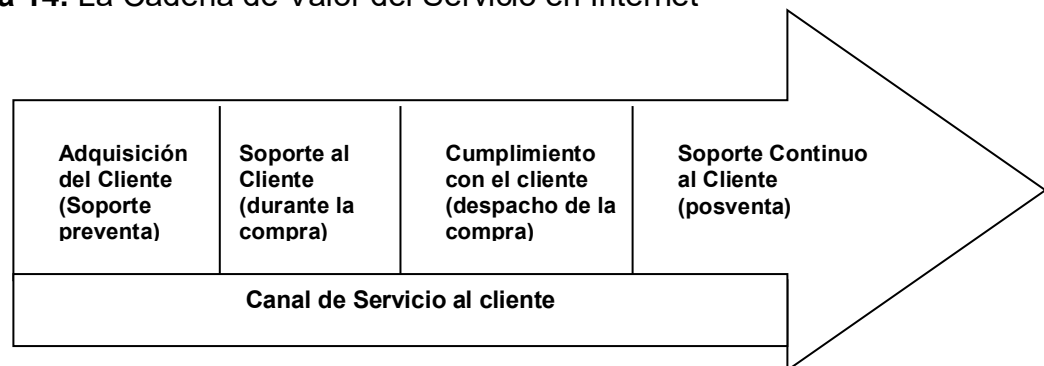 a 14. La Cadena de Valor del Servicio en Internet
Adquisición
del Cliente
(Soporte
preventa)
Soporte al
Cliente
(durante la
compra)
Cumplimiento
con el cliente
(despacho de la
compra)
Soporte Continuo
al Cliente
(posventa)
Canal de Servicio al cliente